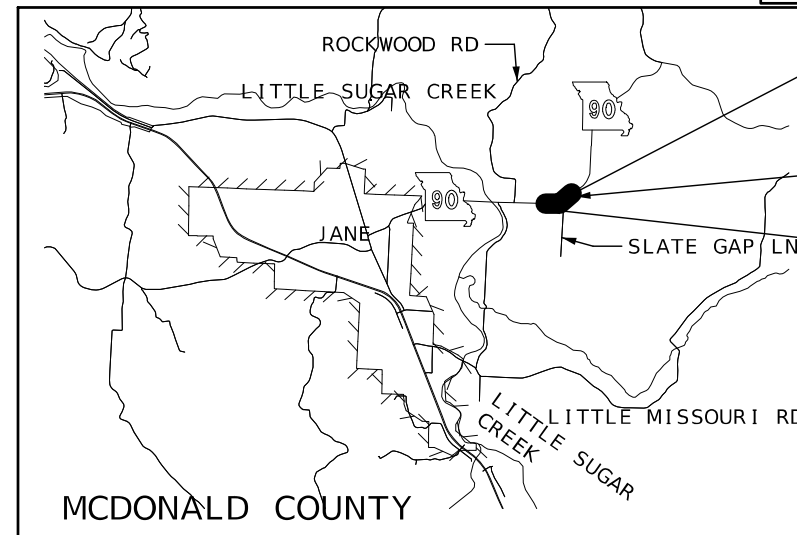 ROCKWOOD RD
LITTLE SUGAR CREEK
90
90
JANE
SLATE GAP LN
LITTLE MISSOURI RD
LITTLE SUGAR
CREEK
MCDONALD COUNTY